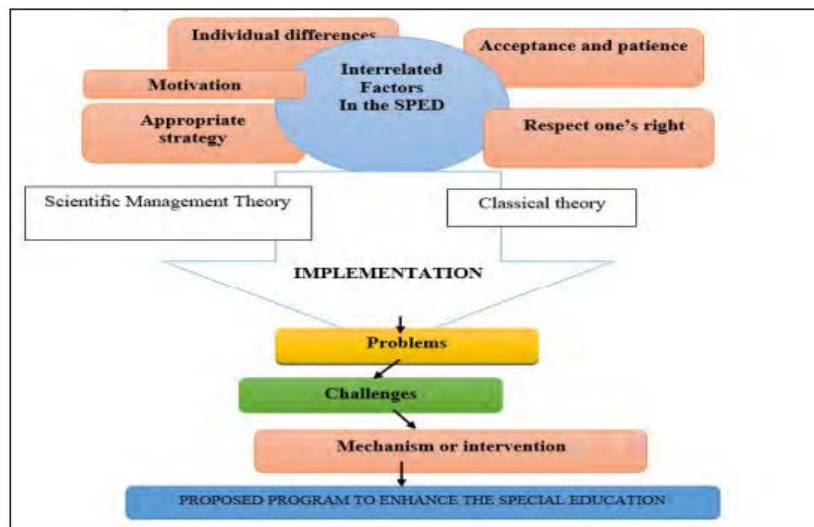 Individual differences
Acceptance and patience
Interrelated
Factors
In the SPED
Motivation
Appropriate
strategy
Respect one's right
Scientific Management Theory
Classical theory
IMPLEMENTATION
Problems
Challenges
Mechanism or intervention
PROPOSED PROGRAM TO ENHANCE THE SPECIAL EDUCATION